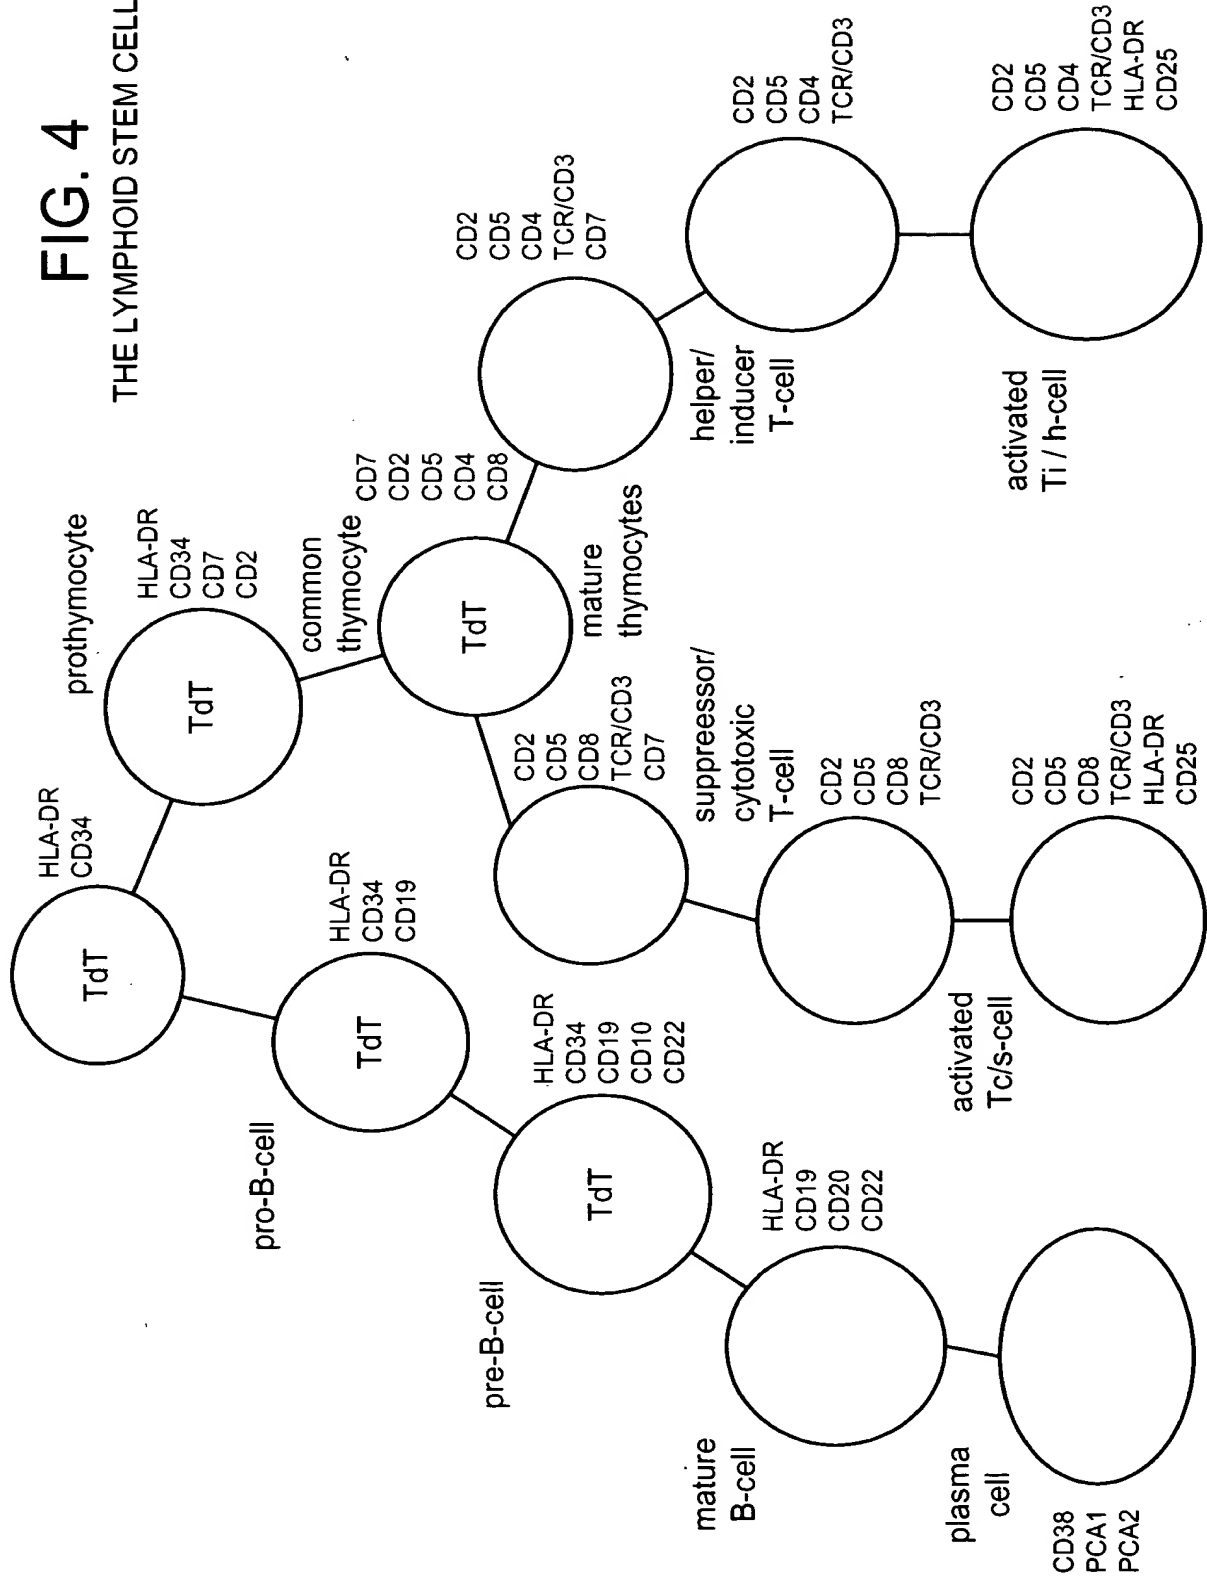 FIG. 4
THE LYMPHOID STEM CELL
TdT
HLA-DR
CD34
prothymocyte
TdT
HLA-DR
CD34
CD7
CD2
pro-B-cell
TdT
HLA-DR
CD34
CD19
common
thymocyte
TdT
CD7
CD2
CD5
CD4
CD8
pre-B-cell
TdT
HLA-DR
CD34
CD19
CD10
CD22
mature
thymocytes
CD2
CD5
CD8
TCR/CD3
CD7
CD2
CD5
CD4
TCR/CD3
CD7
mature
B-cell
HLA-DR
CD19
CD20
CD22
suppreessor/
cytotoxic
T-cell
CD2
CD5
CD8
TCR/CD3
helper/
inducer
T-cell
CD2
CD5
CD4
TCR/CD3
plasma
cell
CD38
PCA1
PCA2
activated
Tc/s-cell
CD2
CD5
CD8
TCR/CD3
HLA-DR
CD25
activated
Ti / h-cell
CD2
CD5
CD4
TCR/CD3
HLA-DR
CD25